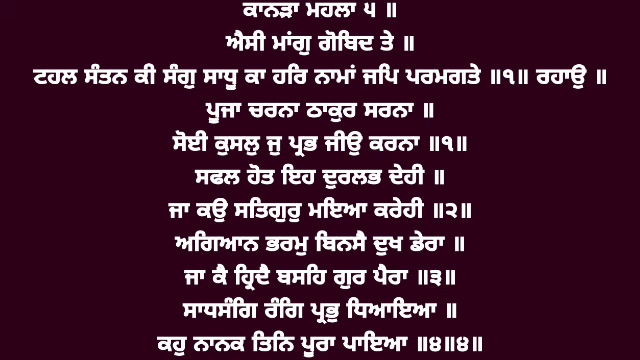 ਕਾਨੜਾ ਮਹਲਾ ੫ ॥
ਐਸੀ ਮਾਂਗੁ ਗੋਬਿਦ ਤੇ ॥
ਟਹਲ ਸੰਤਨ ਕੀ ਸੰਗੁ ਸਾਧੂ ਕਾ ਹਰਿ ਨਾਮਾਂ ਜਪਿ ਪਰਮਗਤੇ ॥੧॥ ਰਹਾਉ ॥
ਪੂਜਾ ਚਰਨਾ ਠਾਕੁਰ ਸਰਨਾ ॥
ਸੋਈ ਕੁਸਲੁ ਜੁ ਪ੍ਰਭ ਜੀਉ ਕਰਨਾ ॥੧॥
ਸਫਲ ਹੋਤ ਇਹ ਦੁਰਲਭ ਦੇਹੀ ॥
ਜਾ ਕਉ ਸਤਿਗੁਰੁ ਮਇਆ ਕਰੇਹੀ ॥੨॥
ਅਗਿਆਨ ਭਰਮੁ ਬਿਨਸੈ ਦੁਖ ਡੇਰਾ ॥
ਜਾ ਕੈ ਹ੍ਰਿਦੈ ਬਸਹਿ ਗੁਰ ਪੈਰਾ ॥੩॥
ਸਾਧਸੰਗਿ ਰੰਗਿ ਪ੍ਰਭੁ ਧਿਆਇਆ ॥
ਕਹੁ ਨਾਨਕ ਤਿਨਿ ਪੂਰਾ ਪਾਇਆ ॥੪॥੪॥